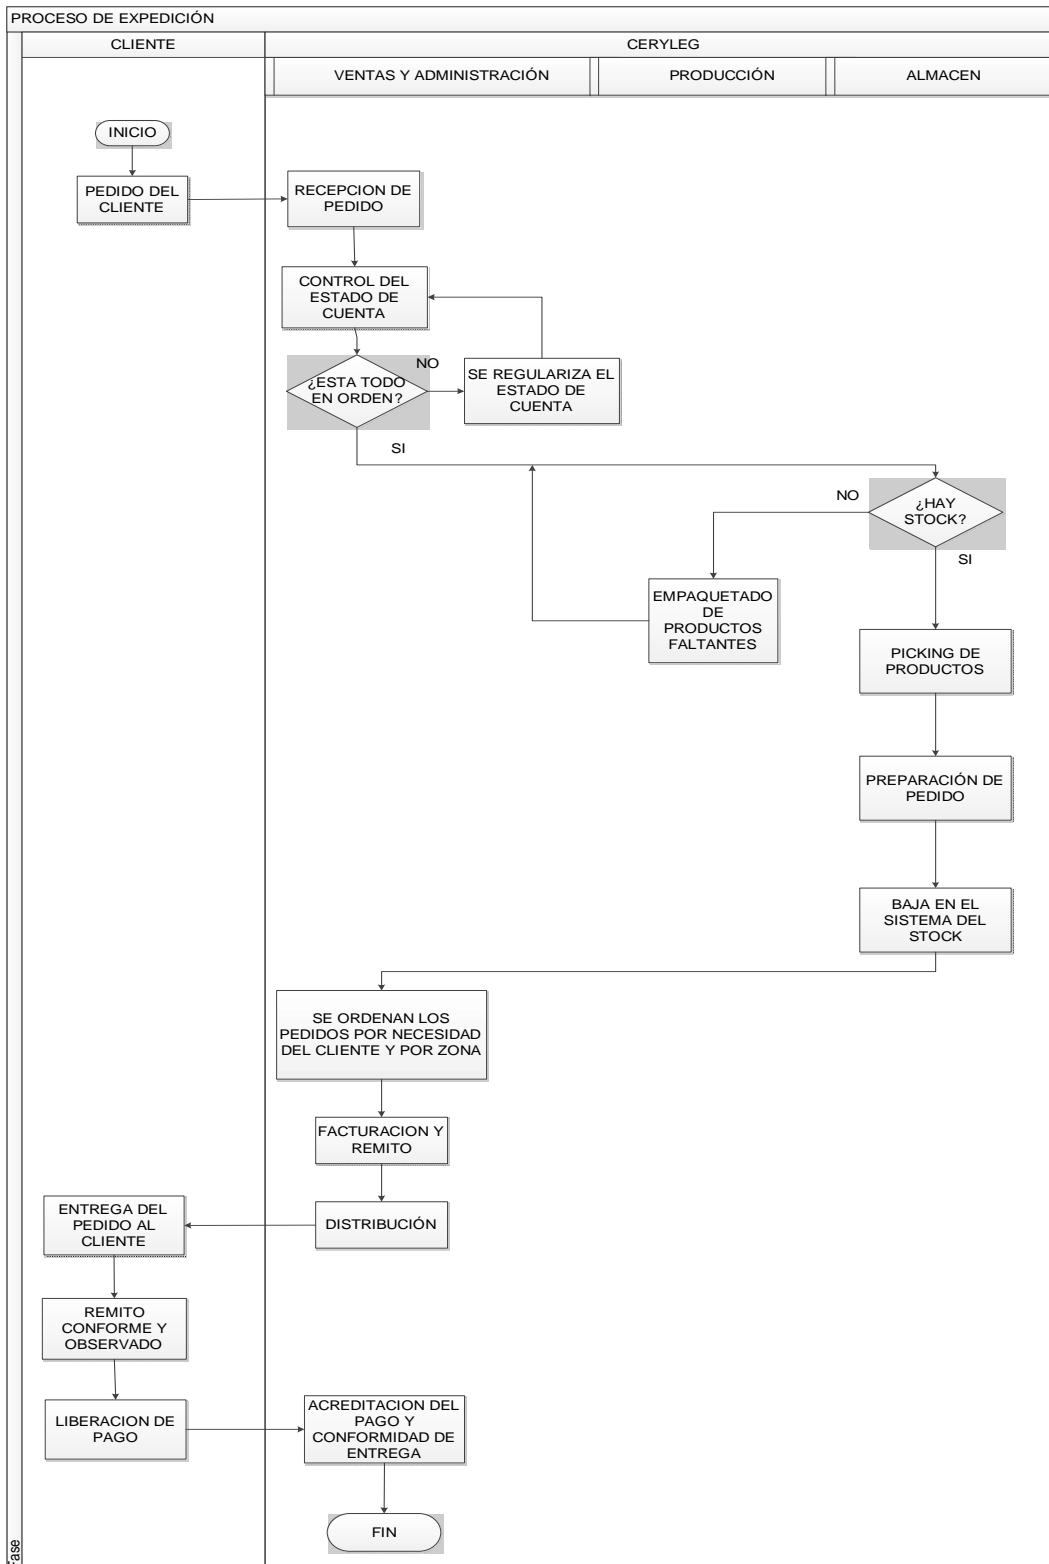 PROCESO DE EXPEDICIÓN
CLIENTE
CERYLEG
VENTAS Y ADMINISTRACIÓN
PRODUCCIÓN
ALMACEN
INICIO
PEDIDO DEL
CLIENTE
RECEPCION DE
PEDIDO
CONTROL DEL
ESTADO DE
CUENTA
¿ESTA TODO
EN ORDEN?
NO
SE REGULARIZA EL
ESTADO DE
CUENTA
SI
¿HAY
STOCK?
NO
SI
EMPAQUETADO
DE
PRODUCTOS
FALTANTES
PICKING DE
PRODUCTOS
PREPARACIÓN DE
PEDIDO
BAJA EN EL
SISTEMA DEL
STOCK
SE ORDENAN LOS
PEDIDOS POR NECESIDAD
DEL CLIENTE Y POR ZONA
FACTURACION Y
REMITO
DISTRIBUCIÓN
ENTREGA DEL
PEDIDO AL
CLIENTE
REMITO
CONFORME Y
OBSERVADO
LIBERACION DE
PAGO
ACREDITACION DEL
PAGO Y
CONFORMIDAD DE
ENTREGA
FIN